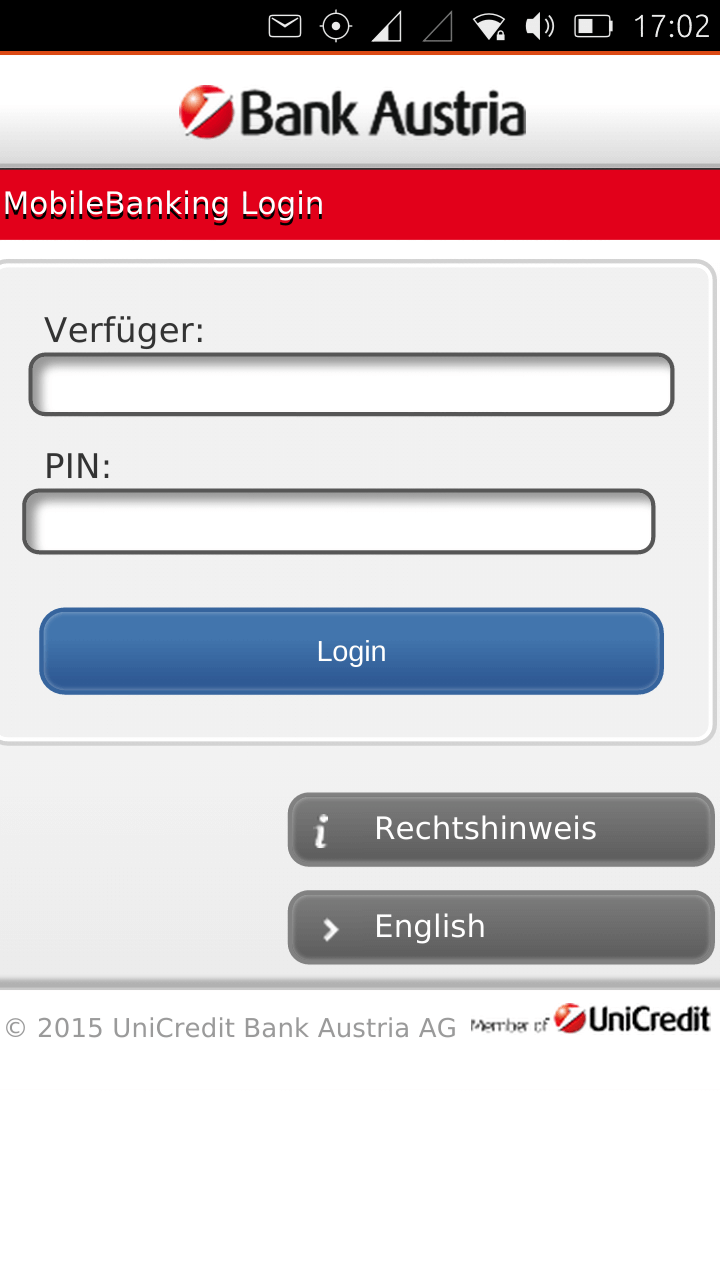 17:02
Bank Austria
MobileBanking Login
Verfüger:
PIN:
Login
Rechtshinweis
English
© 2015 UniCredit Bank Austria AG Member of UniCredit